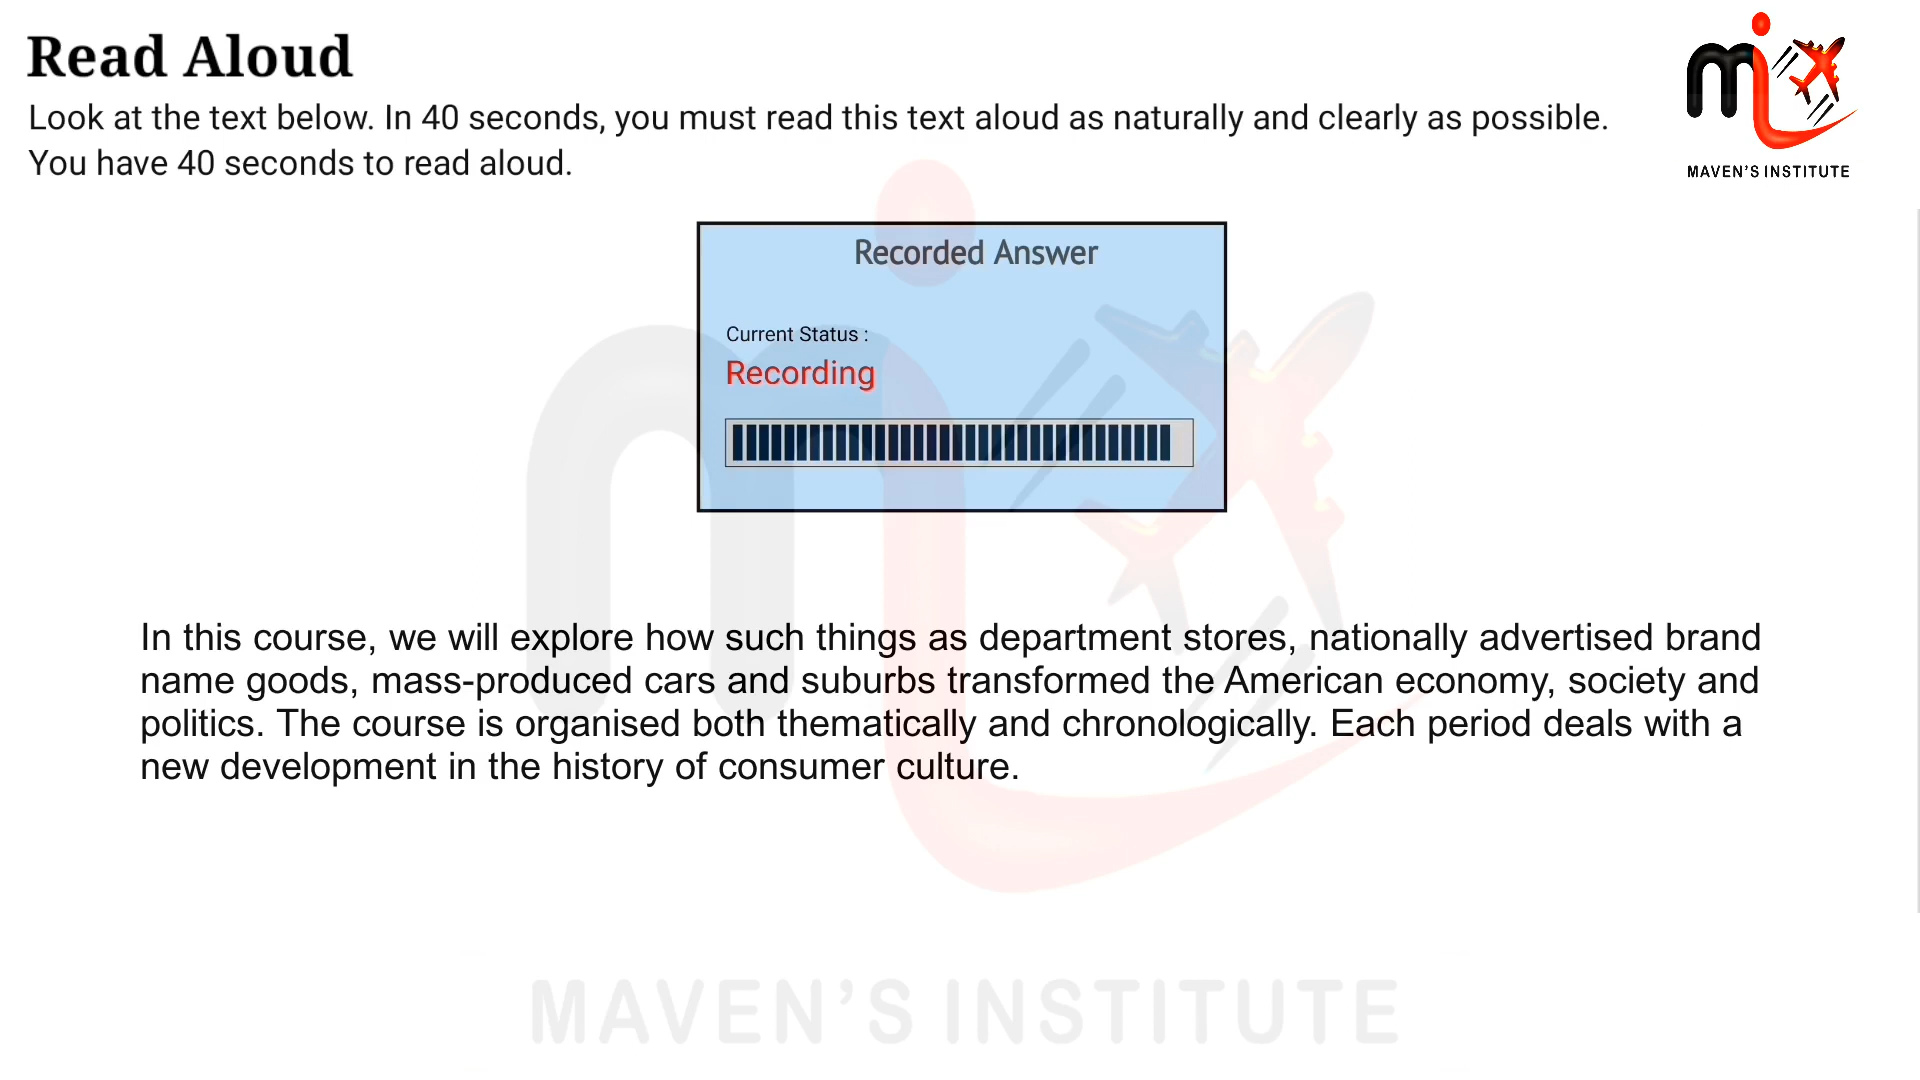 Read Aloud
Look at the text below. In 40 seconds, you must read this text aloud as naturally and clearly as possible.
You have 40 seconds to read aloud.
MAVEN'S INSTITUTE
Recorded Answer
Current Status :
Recording
In this course, we will explore how such things as department stores, nationally advertised brand
name goods, mass-produced cars and suburbs transformed the American economy, society and
politics. The course is organised both thematically and chronologically. Each period deals with a
new development in the history of consumer culture.
MAVEN'S INSTITUTE